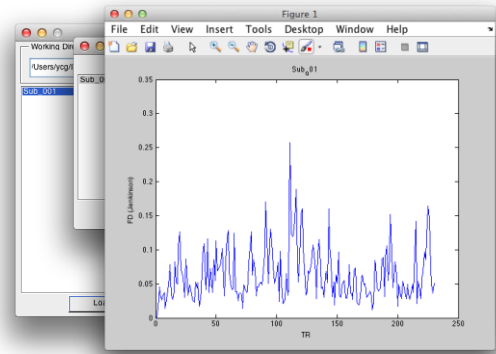 Figure 1
File Edit View Insert Tools Desktop Window Help
Working Dire
/Users/ycg/
Sub_001
Sub_0
Sub_001
0.35
0.3
0.25
0.2
0.15
0.1
0.05
0
FD (Jenkinson)
0 50 100 150 200 250
TR
Loa